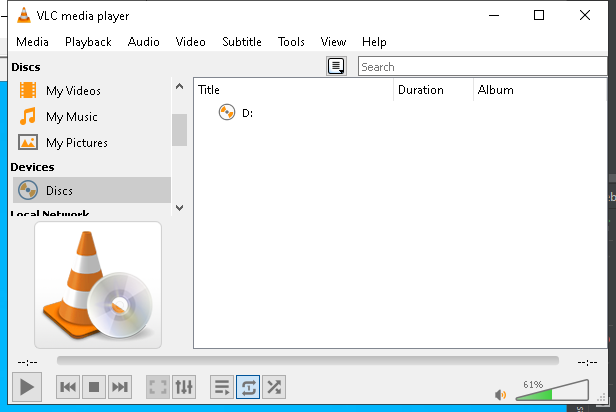 VLC media player
Media Playback Audio Video Subtitle Tools View Help
Discs
Search
My Videos
My Music
My Pictures
Devices
Discs
Local Network
Title Duration Album
D:
--:-- --:--
61%